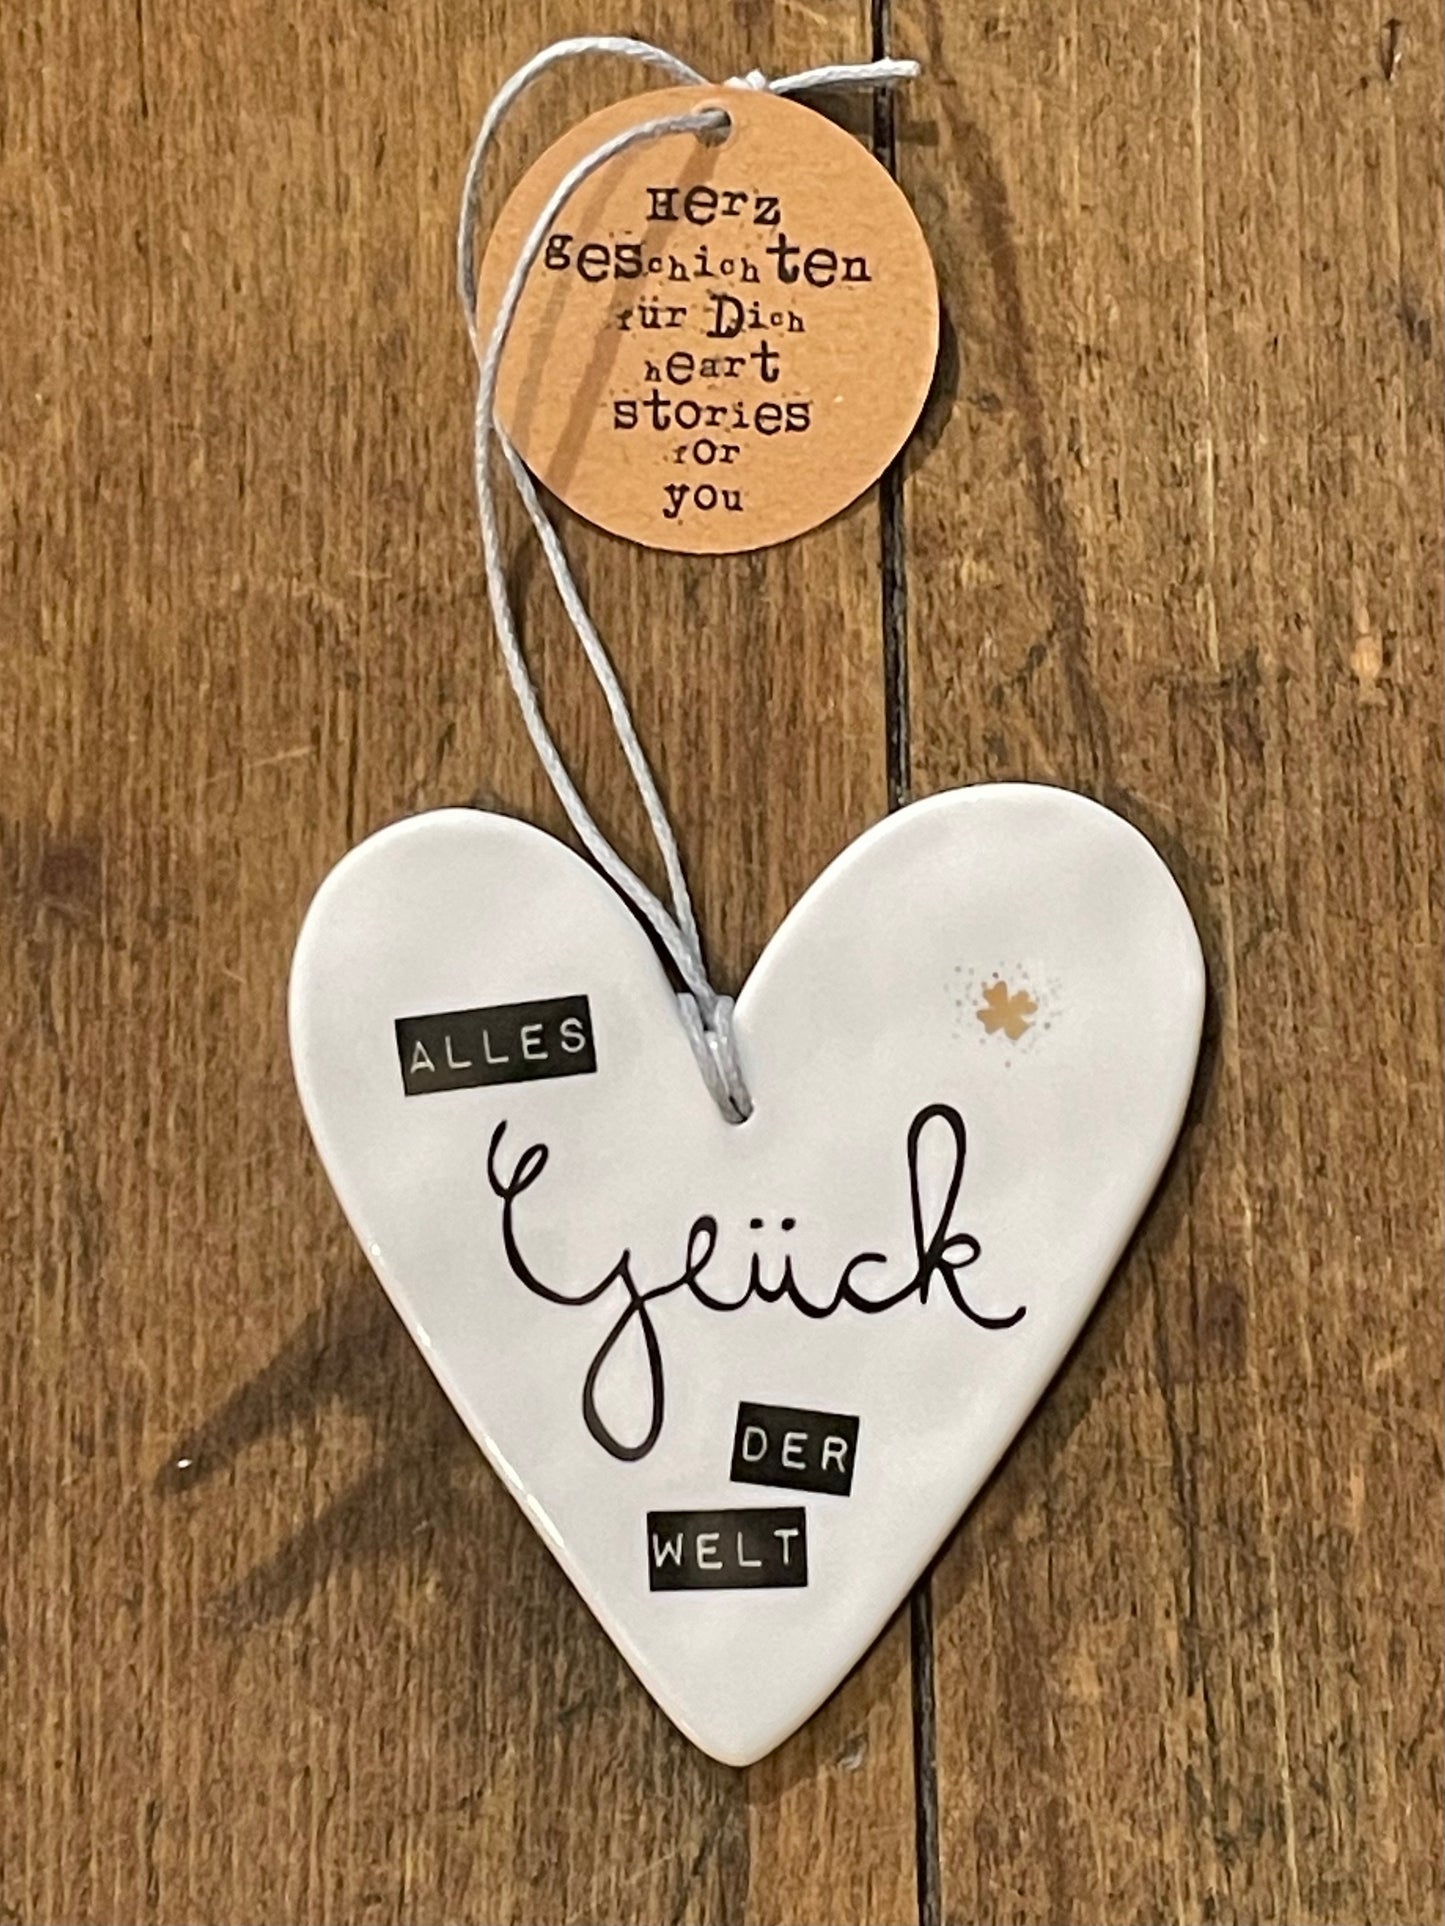 Herz
geschichten
für Dich
heart
stories
for
you
ALLES
Glück
DER
WELT